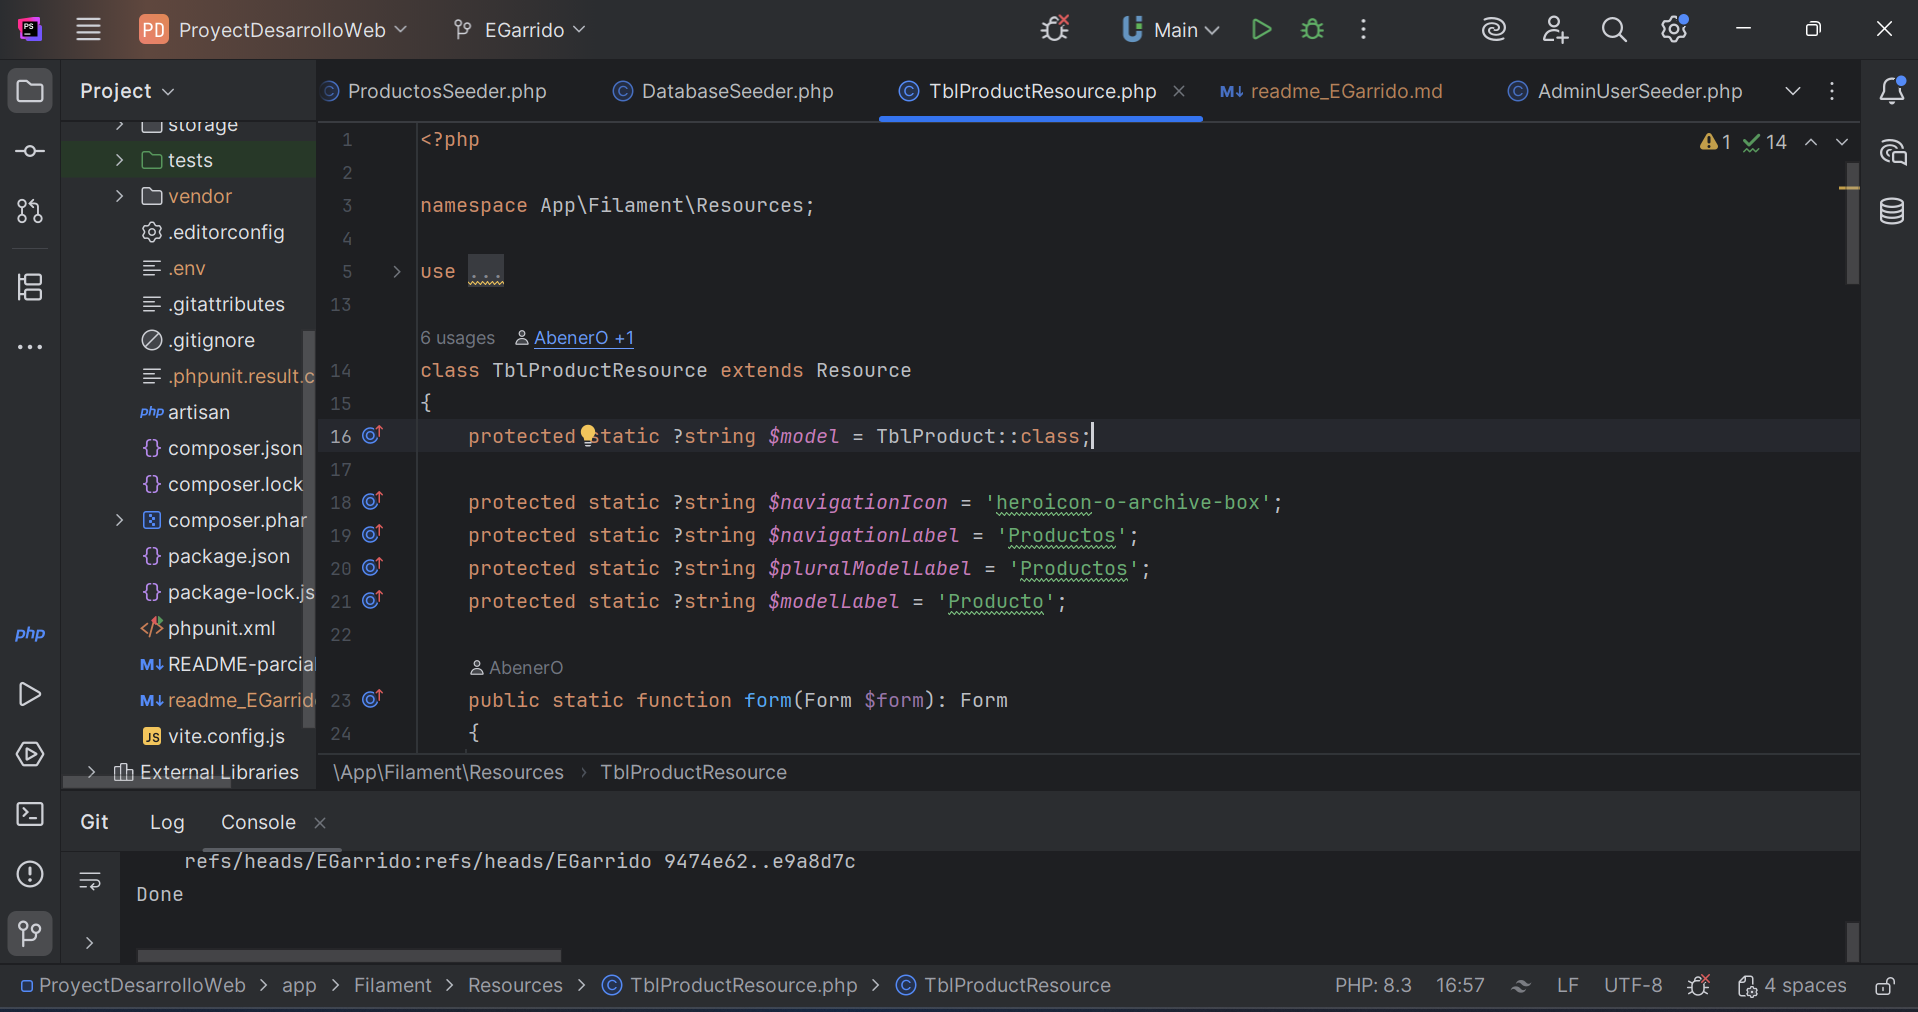 PD ProyectDesarrolloWeb EGarrido Main
Project
ProductosSeeder.php DatabaseSeeder.php TblProductResource.php M↓ readme_EGarrido.md AdminUserSeeder.php
storage
tests
vendor
.editorconfig
.env
.gitattributes
.gitignore
.phpunit.result.c
php artisan
{} composer.json
{} composer.lock
composer.phar
{} package.json
{} package-lock.js
</> phpunit.xml
M↓ README-parcial
M↓ readme_EGarrido
JS vite.config.js
External Libraries
1 14
1 <?php
2
3 namespace App\Filament\Resources;
4
5 use ...
13
6 usages AbenerO +1
14 class TblProductResource extends Resource
15 {
16 protected static ?string $model = TblProduct::class;
17
18 protected static ?string $navigationIcon = 'heroicon-o-archive-box';
19 protected static ?string $navigationLabel = 'Productos';
20 protected static ?string $pluralModelLabel = 'Productos';
21 protected static ?string $modelLabel = 'Producto';
22
AbenerO
23 public static function form(Form $form): Form
24 {
\App\Filament\Resources › TblProductResource
php
Git Log Console
refs/heads/EGarrido:refs/heads/EGarrido 9474e62..e9a8d7c
Done
ProyectDesarrolloWeb > app > Filament > Resources > TblProductResource.php > TblProductResource PHP: 8.3 16:57 LF UTF-8 4 spaces